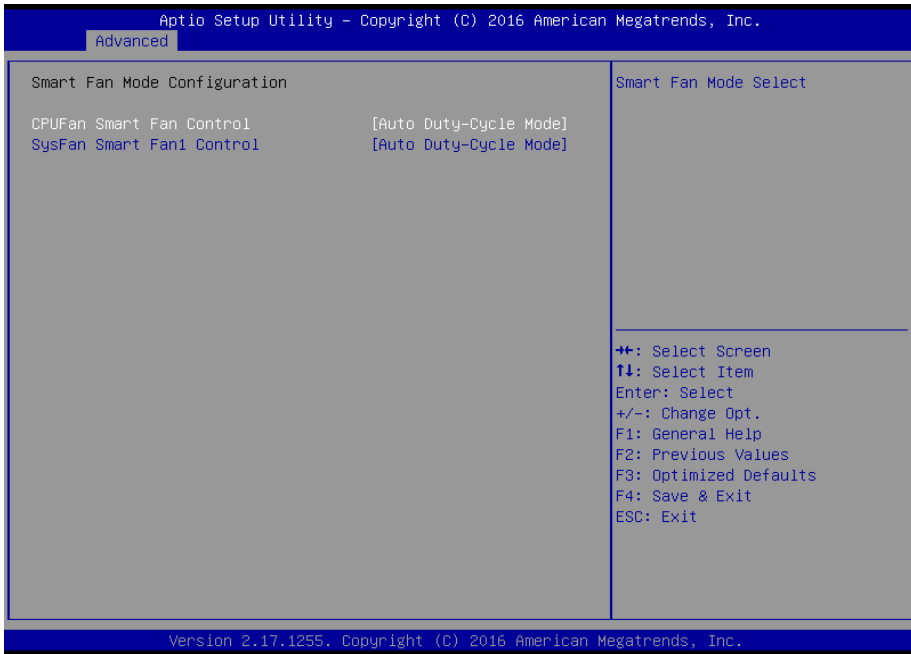 Aptio Setup Utility – Copyright (C) 2016 American Megatrends, Inc.
Advanced
Smart Fan Mode Configuration
CPUFan Smart Fan Control [Auto Duty-Cycle Mode]
SysFan Smart Fan1 Control [Auto Duty-Cycle Mode]
Smart Fan Mode Select
→←: Select Screen
↑↓: Select Item
Enter: Select
+/-: Change Opt.
F1: General Help
F2: Previous Values
F3: Optimized Defaults
F4: Save & Exit
ESC: Exit
Version 2.17.1255. Copyright (C) 2016 American Megatrends, Inc.